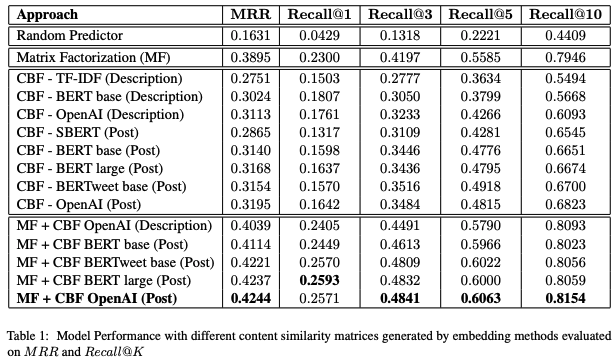 Approach MRR Recall@1 Recall@3 Recall@5 Recall@10
Random Predictor 0.1631 0.0429 0.1318 0.2221 0.4409
Matrix Factorization (MF) 0.3895 0.2300 0.4197 0.5585 0.7946
CBF - TF-IDF (Description) 0.2751 0.1503 0.2777 0.3634 0.5494
CBF - BERT base (Description) 0.3024 0.1807 0.3050 0.3799 0.5668
CBF - OpenAI (Description) 0.3113 0.1761 0.3233 0.4266 0.6093
CBF - SBERT (Post) 0.2865 0.1317 0.3109 0.4281 0.6545
CBF - BERT base (Post) 0.3140 0.1598 0.3446 0.4776 0.6651
CBF - BERT large (Post) 0.3168 0.1637 0.3436 0.4795 0.6674
CBF - BERTweet base (Post) 0.3154 0.1570 0.3516 0.4918 0.6700
CBF - OpenAI (Post) 0.3195 0.1642 0.3484 0.4815 0.6823
MF + CBF OpenAI (Description) 0.4039 0.2405 0.4491 0.5790 0.8093
MF + CBF BERT base (Post) 0.4114 0.2449 0.4613 0.5966 0.8023
MF + CBF BERTweet base (Post) 0.4221 0.2570 0.4809 0.6022 0.8056
MF + CBF BERT large (Post) 0.4237 0.2593 0.4832 0.6000 0.8059
MF + CBF OpenAI (Post) 0.4244 0.2571 0.4841 0.6063 0.8154
Table 1: Model Performance with different content similarity matrices generated by embedding methods evaluated
on MRR and Recall@K